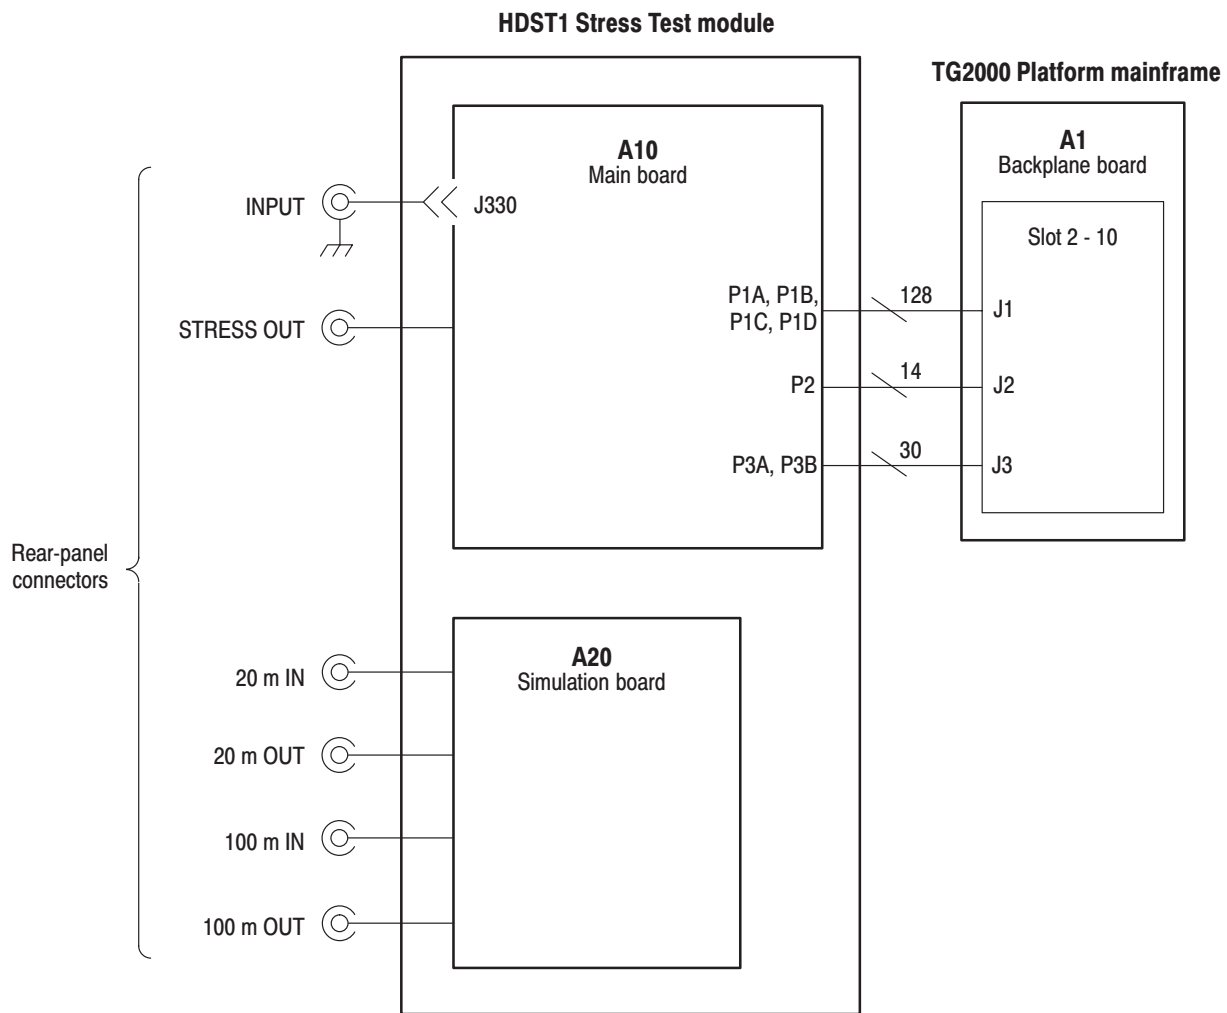 HDST1 Stress Test module
TG2000 Platform mainframe
A10
Main board
A1
Backplane board
INPUT
J330
Slot 2 - 10
STRESS OUT
P1A, P1B,
P1C, P1D
128
J1
P2
14
J2
P3A, P3B
30
J3
Rear-panel
connectors
A20
Simulation board
20 m IN
20 m OUT
100 m IN
100 m OUT